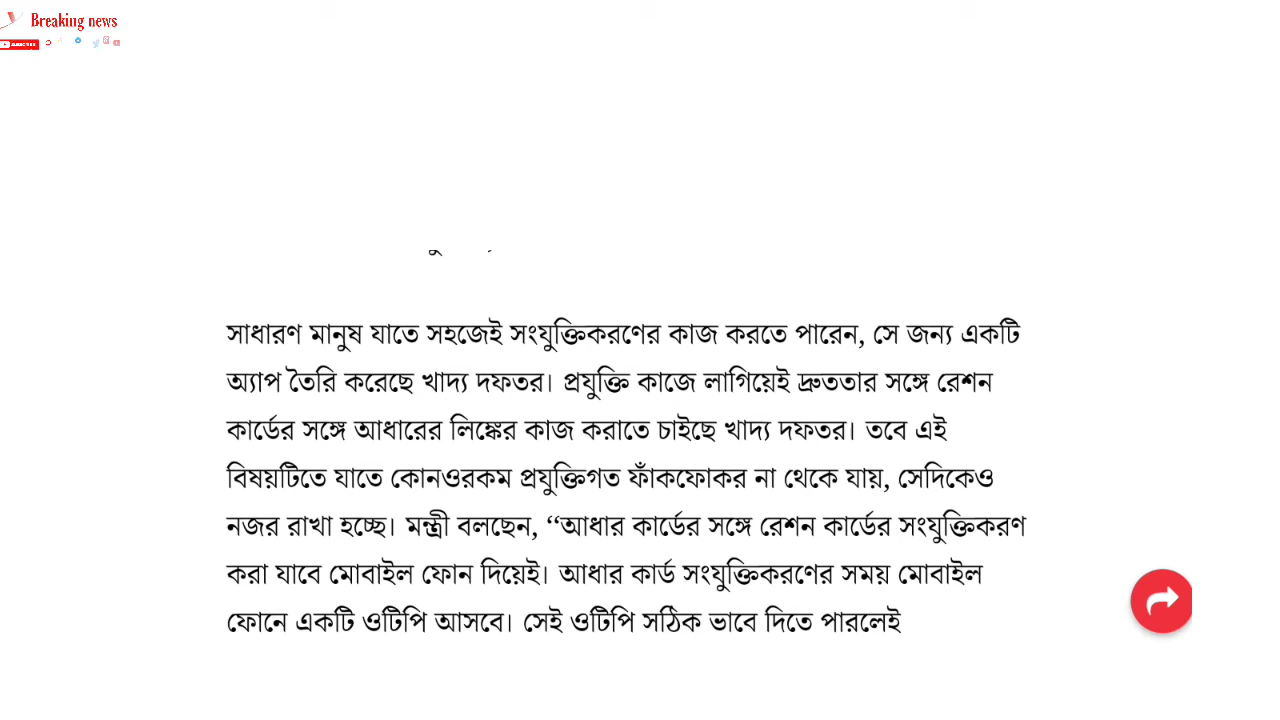 Breaking news
SUBSCRIBE
সাধারণ মানুষ যাতে সহজেই সংযুক্তিকরণের কাজ করতে পারেন, সে জন্য একটি
অ্যাপ তৈরি করেছে খাদ্য দফতর। প্রযুক্তি কাজে লাগিয়েই দ্রুততার সঙ্গে রেশন
কার্ডের সঙ্গে আধারের লিঙ্কের কাজ করাতে চাইছে খাদ্য দফতর। তবে এই
বিষয়টিতে যাতে কোনওরকম প্রযুক্তিগত ফাঁকফোকর না থেকে যায়, সেদিকেও
নজর রাখা হচ্ছে। মন্ত্রী বলছেন, ‘‘আধার কার্ডের সঙ্গে রেশন কার্ডের সংযুক্তিকরণ
করা যাবে মোবাইল ফোন দিয়েই। আধার কার্ড সংযুক্তিকরণের সময় মোবাইল
ফোনে একটি ওটিপি আসবে। সেই ওটিপি সঠিক ভাবে দিতে পারলেই